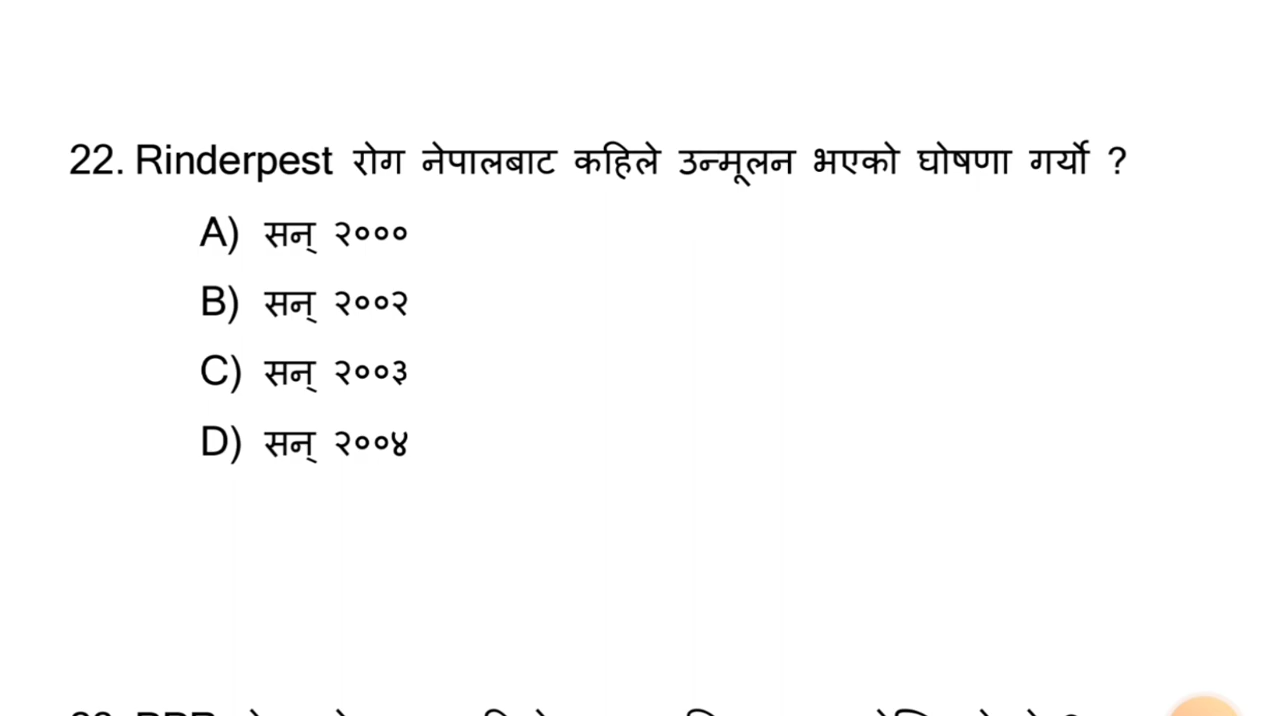 22. Rinderpest रोग नेपालबाट कहिले उन्मूलन भएको घोषणा गर्यो ?
A) सन् २०००
B) सन् २००२
C) सन् २००३
D) सन् २००४